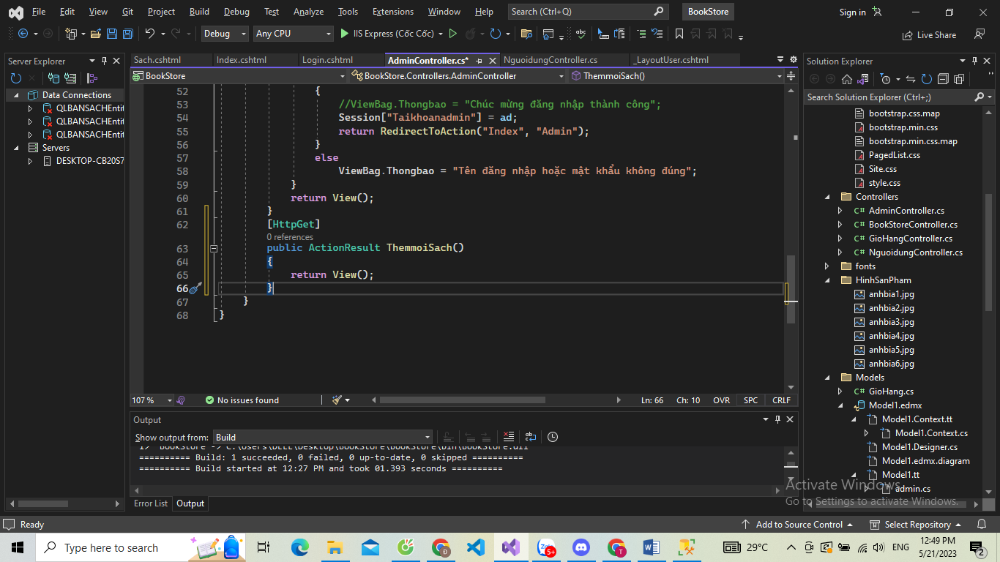 File Edit View Git Project Build Debug Test Analyze Tools Extensions Window Help Search (Ctrl+Q) BookStore Sign in
Debug Any CPU IIS Express (Cốc Cốc) Live Share
Server Explorer
Data Connections
QLBANSACHEntit
QLBANSACHEntit
QLBANSACHEntit
Servers
DESKTOP-CB20S7
Sach.cshtml Index.cshtml Login.cshtml AdminController.cs* NguoidungController.cs _LayoutUser.cshtml
BookStore BookStore.Controllers.AdminController ThemmoiSach()
52 {
53 //ViewBag.Thongbao = "Chúc mừng đăng nhập thành công";
54 Session["Taikhoanadmin"] = ad;
55 return RedirectToAction("Index", "Admin");
56 }
57 else
58 ViewBag.Thongbao = "Tên đăng nhập hoặc mật khẩu không đúng";
59 }
60 return View();
61 }
62 [HttpGet]
0 references
63 public ActionResult ThemmoiSach()
64 {
65 return View();
66 }
67 }
68 }
107 % No issues found Ln: 66 Ch: 10 OVR SPC CRLF
Output
Show output from: Build
1> BookStore -> C:\Users\DELL\Desktop\BookStore\BookStore\bin\BookStore.dll
========== Build: 1 succeeded, 0 failed, 0 up-to-date, 0 skipped ==========
========== Build started at 12:27 PM and took 01.393 seconds ==========
Error List Output
Solution Explorer
Search Solution Explorer (Ctrl+;)
bootstrap.css.map
bootstrap.min.css
bootstrap.min.css.map
PagedList.css
Site.css
style.css
Controllers
C# AdminController.cs
C# BookStoreController.cs
C# GioHangController.cs
C# NguoidungController.cs
fonts
HinhSanPham
anhbia1.jpg
anhbia2.jpg
anhbia3.jpg
anhbia4.jpg
anhbia5.jpg
anhbia6.jpg
Models
C# GioHang.cs
Model1.edmx
Model1.Context.tt
Model1.Context.cs
Model1.Designer.cs
Model1.edmx.diagram
Model1.tt
admin.cs
Activate Windows
Go to Settings to activate Windows.
Ready Add to Source Control Select Repository
Type here to search 29°C ENG 12:49 PM
5/21/2023